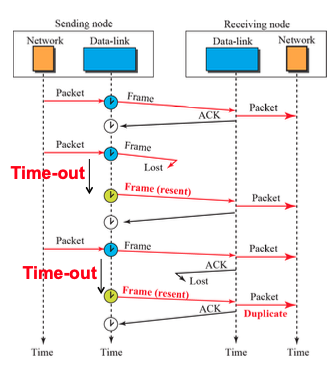 Sending node
Receiving node
Network
Data-link
Data-link
Network
Packet
Frame
ACK
Packet
Packet
Frame
Lost
Time-out
Frame (resent)
Packet
Packet
Frame
Packet
ACK
Time-out
Lost
Frame (resent)
Packet
ACK
Duplicate
Time
Time
Time
Time